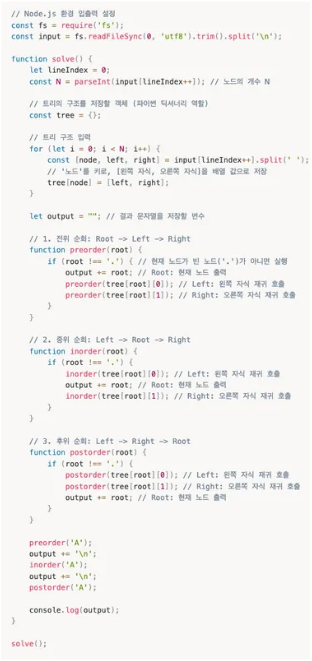 // Node.js 환경 입출력 설정
const fs = require('fs');
const input = fs.readFileSync(0, 'utf8').trim().split('\n');

function solve() {
    let lineIndex = 0;
    const N = parseInt(input[lineIndex++]); // 노드의 개수 N

    // 트리의 구조를 저장할 객체 (파이썬 딕셔너리 역할)
    const tree = {};

    // 트리 구조 입력
    for (let i = 0; i < N; i++) {
        const [node, left, right] = input[lineIndex++].split(' ');
        // '노드'를 키로, [왼쪽 자식, 오른쪽 자식]을 배열 값으로 저장
        tree[node] = [left, right];
    }

    let output = ""; // 결과 문자열을 저장할 변수

    // 1. 전위 순회: Root -> Left -> Right
    function preorder(root) {
        if (root !== '.') { // 현재 노드가 빈 노드('.')가 아니면 실행
            output += root; // Root: 현재 노드 출력
            preorder(tree[root][0]); // Left: 왼쪽 자식 재귀 호출
            preorder(tree[root][1]); // Right: 오른쪽 자식 재귀 호출
        }
    }

    // 2. 중위 순회: Left -> Root -> Right
    function inorder(root) {
        if (root !== '.') {
            inorder(tree[root][0]); // Left: 왼쪽 자식 재귀 호출
            output += root; // Root: 현재 노드 출력
            inorder(tree[root][1]); // Right: 오른쪽 자식 재귀 호출
        }
    }

    // 3. 후위 순회: Left -> Right -> Root
    function postorder(root) {
        if (root !== '.') {
            postorder(tree[root][0]); // Left: 왼쪽 자식 재귀 호출
            postorder(tree[root][1]); // Right: 오른쪽 자식 재귀 호출
            output += root; // Root: 현재 노드 출력
        }
    }

    preorder('A');
    output += '\n';
    inorder('A');
    output += '\n';
    postorder('A');

    console.log(output);
}

solve();